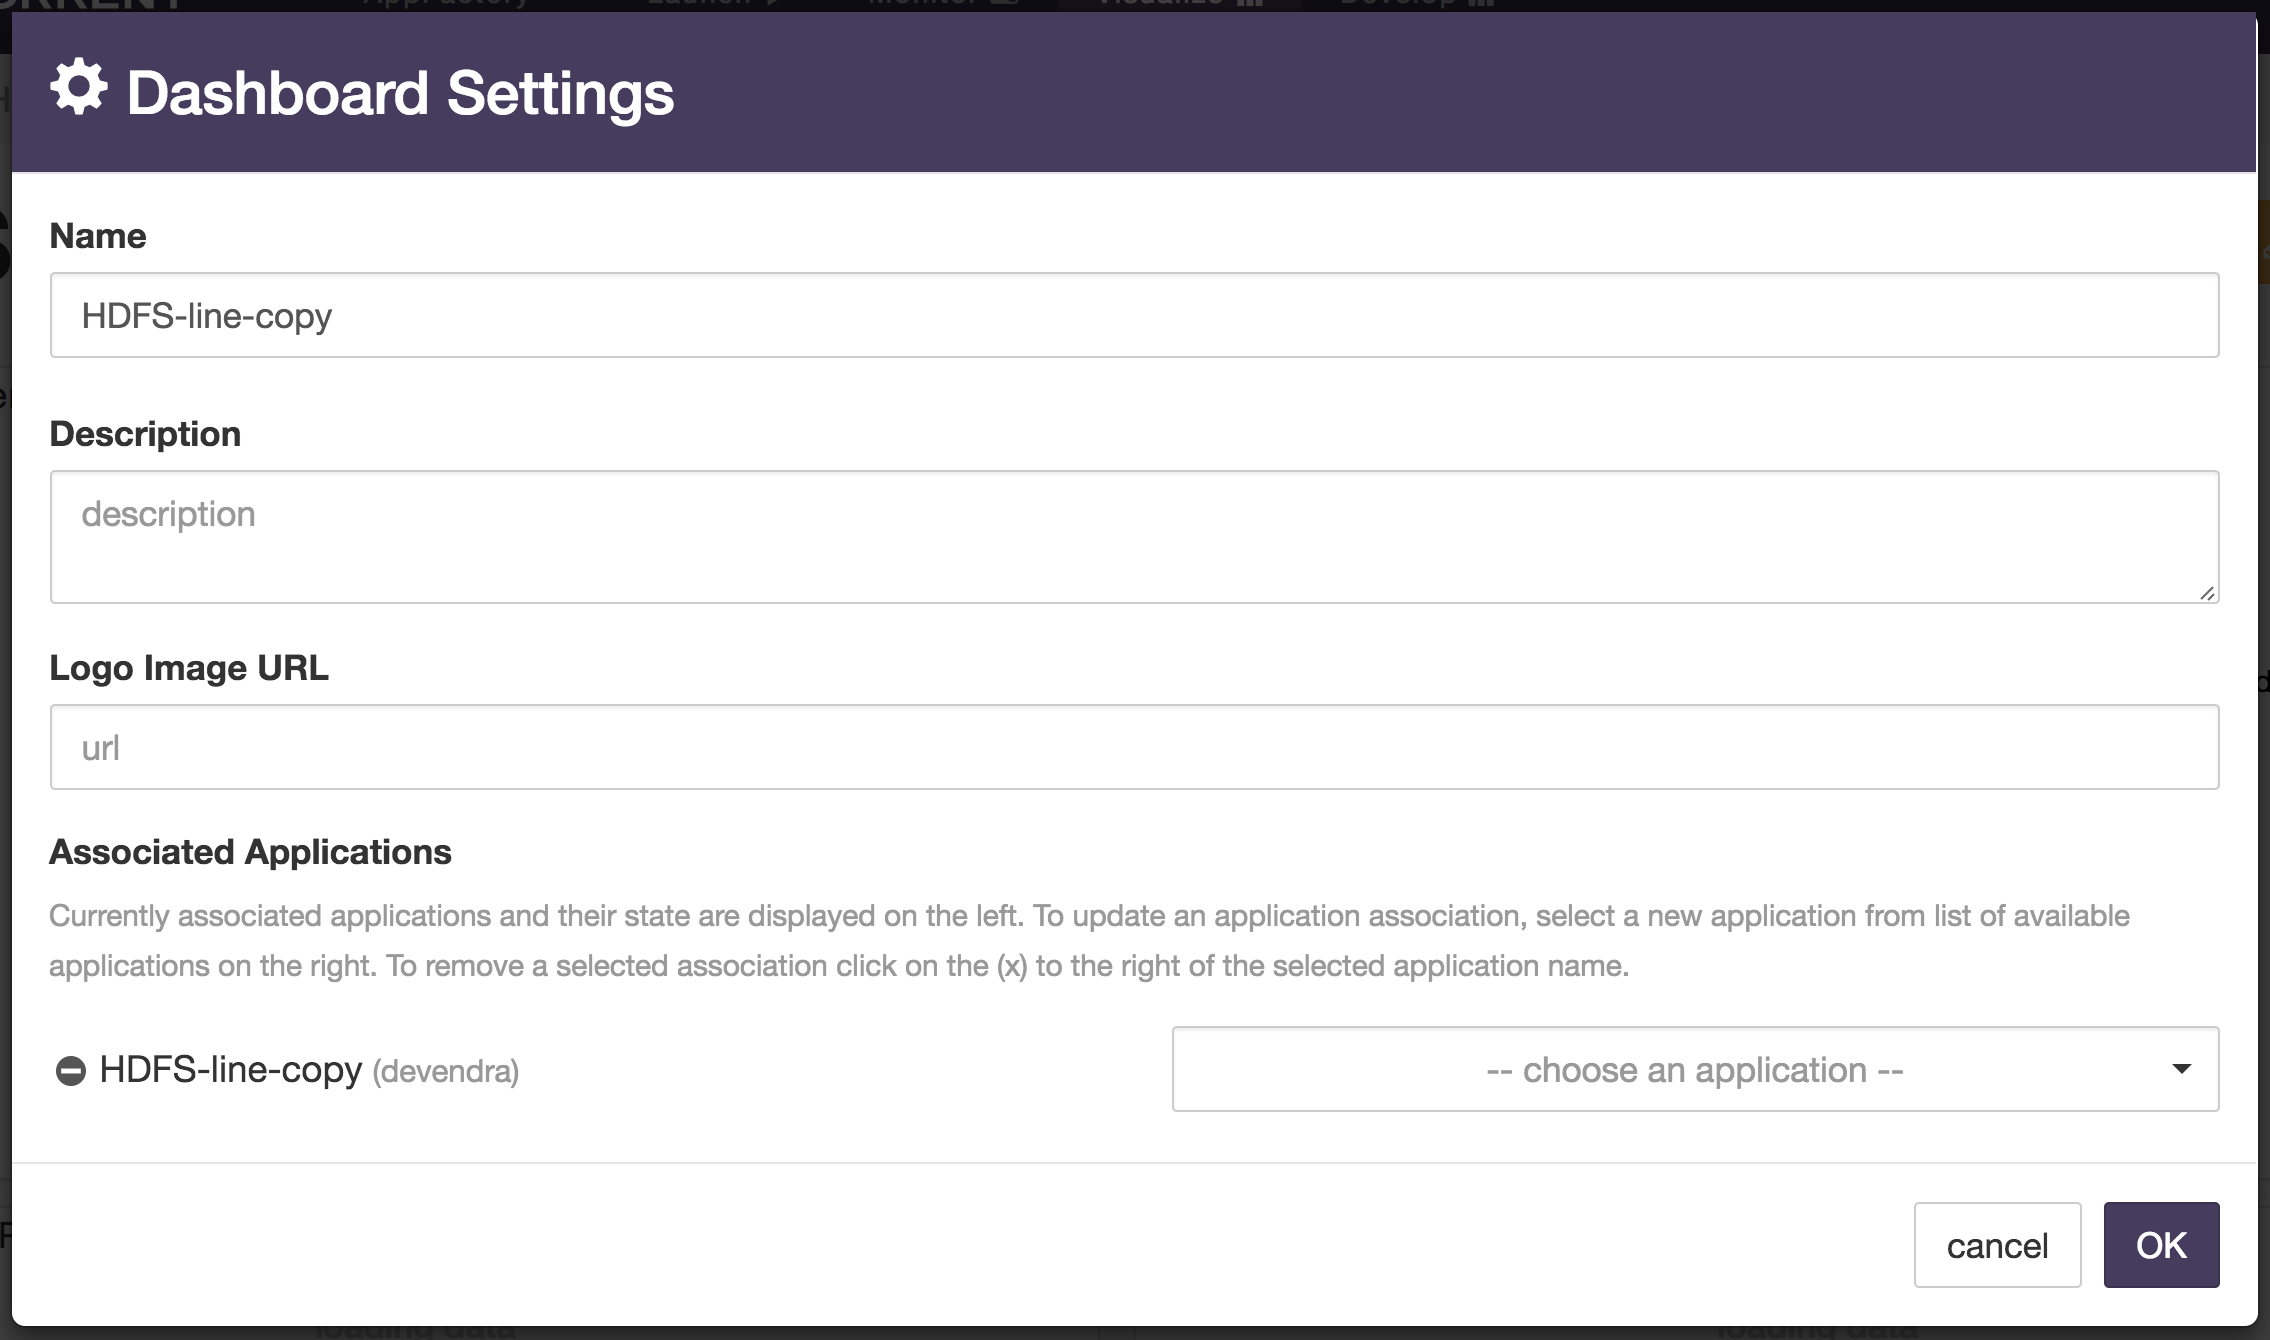 Dashboard Settings
Name
HDFS-line-copy
Description
description
Logo Image URL
url
Associated Applications
Currently associated applications and their state are displayed on the left. To update an application association, select a new application from list of available
applications on the right. To remove a selected association click on the (x) to the right of the selected application name.
HDFS-line-copy (devendra)
-- choose an application --
cancel
OK